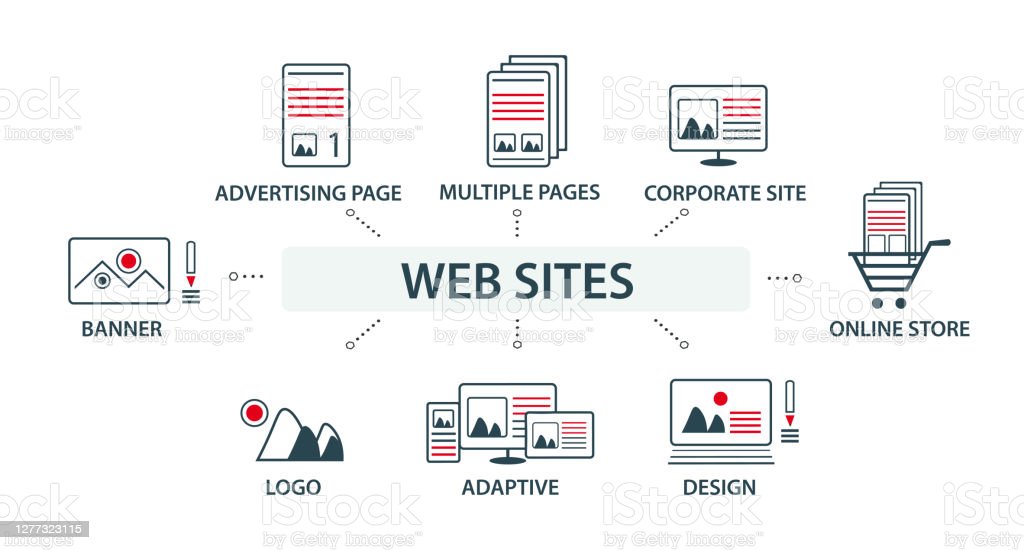 1
ADVERTISING PAGE
MULTIPLE PAGES
CORPORATE SITE
WEB SITES
BANNER
ONLINE STORE
LOGO
ADAPTIVE
DESIGN
iStock
by Getty Images™
1277323115